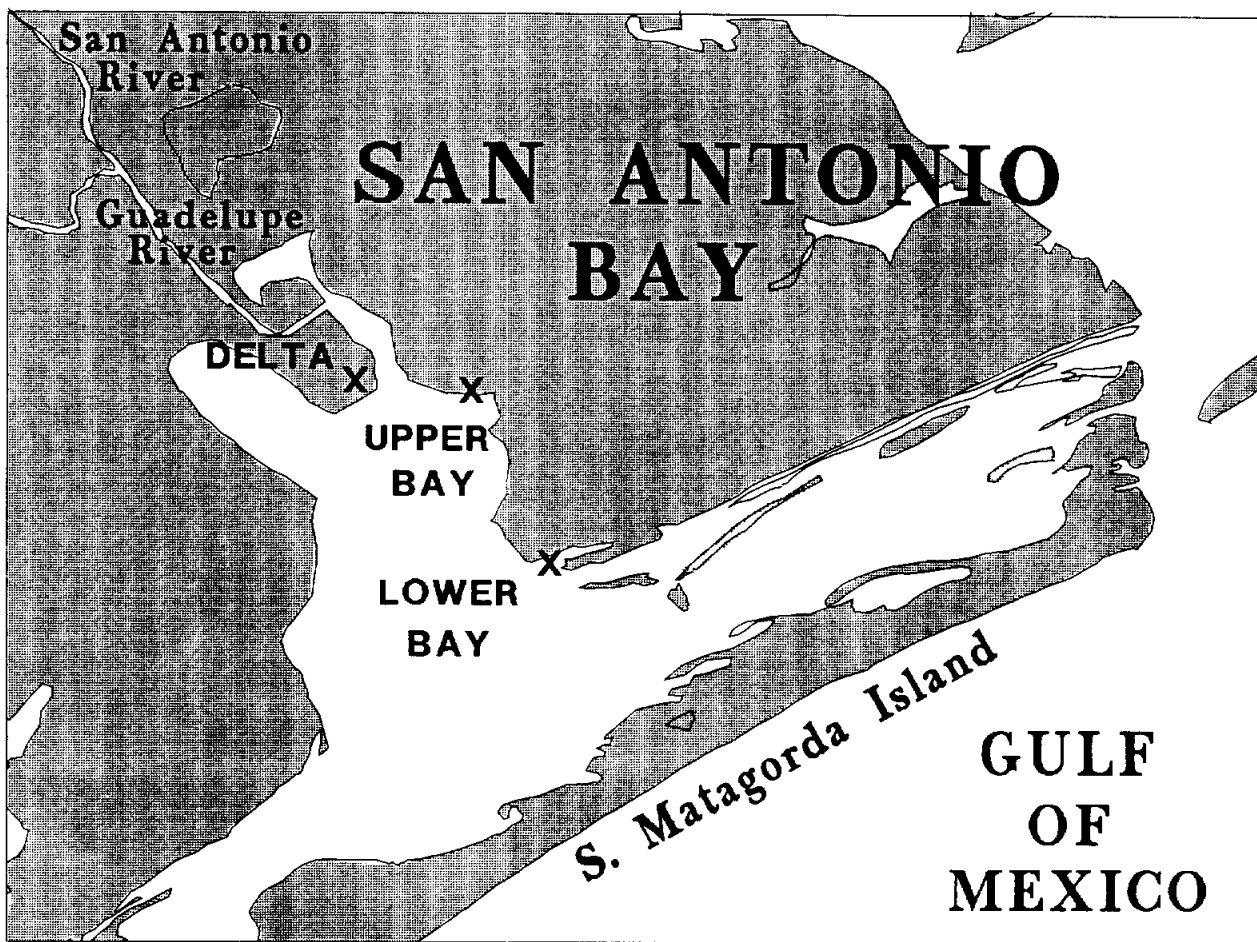 San Antonio
River
SAN ANTONIO
BAY
Guadelupe
River
DELTA
X
X
UPPER
BAY
X
LOWER
BAY
S. Matagorda Island
GULF
OF
MEXICO